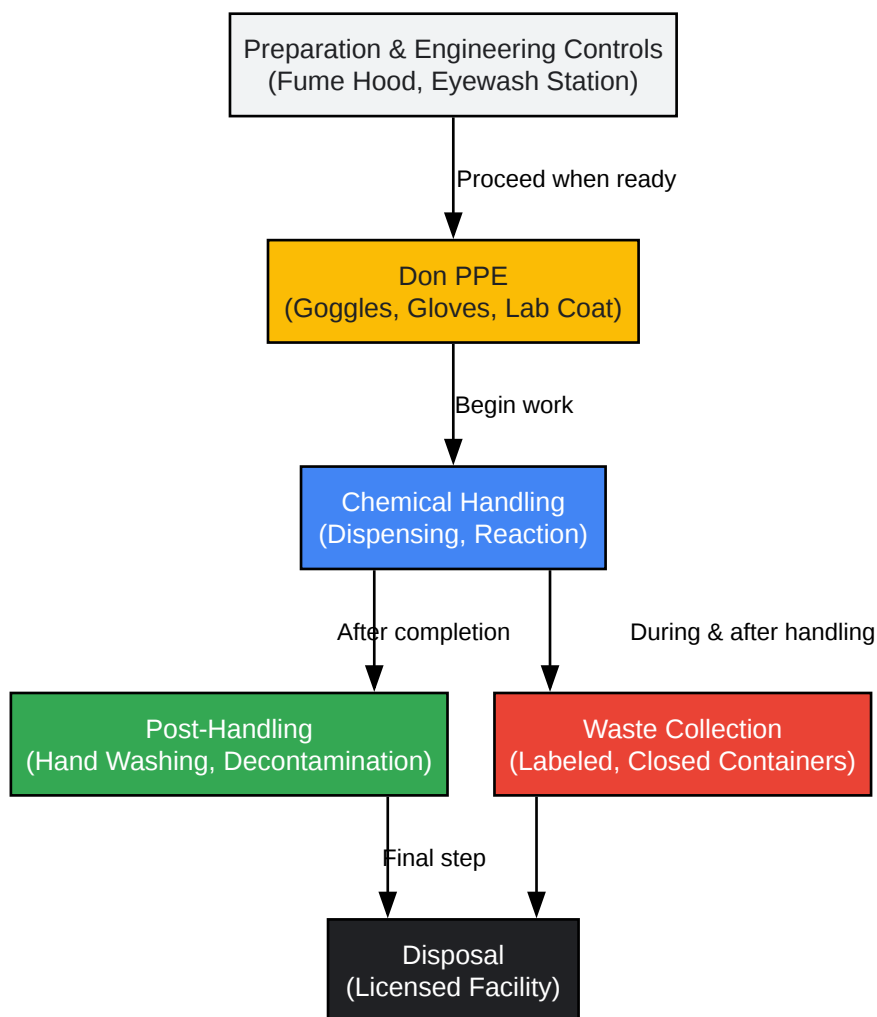 Preparation & Engineering Controls
(Fume Hood, Eyewash Station)
Proceed when ready
Don PPE
(Goggles, Gloves, Lab Coat)
Begin work
Chemical Handling
(Dispensing, Reaction)
After completion
During & after handling
Post-Handling
(Hand Washing, Decontamination)
Waste Collection
(Labeled, Closed Containers)
Final step
Disposal
(Licensed Facility)